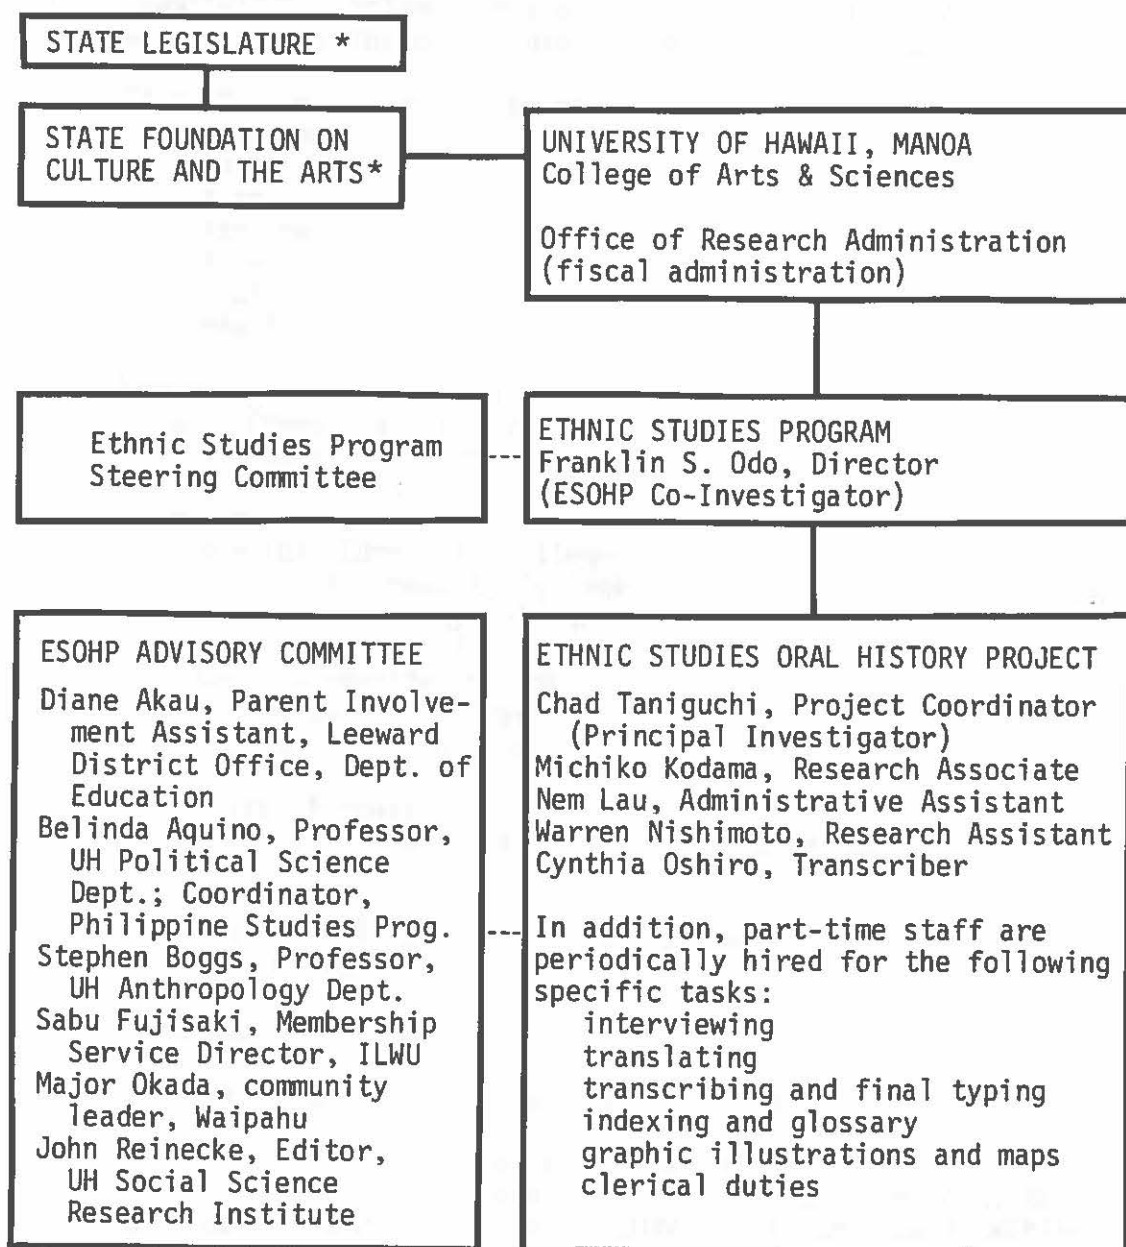 STATE LEGISLATURE *
STATE FOUNDATION ON
CULTURE AND THE ARTS*
UNIVERSITY OF HAWAII, MANOA
College of Arts & Sciences
Office of Research Administration
(fiscal administration)
Ethnic Studies Program
Steering Committee
ETHNIC STUDIES PROGRAM
Franklin S. Odo, Director
(ESOHP Co-Investigator)
ESOHP ADVISORY COMMITTEE
Diane Akau, Parent Involve-
ment Assistant, Leeward
District Office, Dept. of
Education
Belinda Aquino, Professor,
UH Political Science
Dept.; Coordinator,
Philippine Studies Prog.
Stephen Boggs, Professor,
UH Anthropology Dept.
Sabu Fujisaki, Membership
Service Director, ILWU
Major Okada, community
leader, Waipahu
John Reinecke, Editor,
UH Social Science
Research Institute
ETHNIC STUDIES ORAL HISTORY PROJECT
Chad Taniguchi, Project Coordinator
(Principal Investigator)
Michiko Kodama, Research Associate
Nem Lau, Administrative Assistant
Warren Nishimoto, Research Assistant
Cynthia Oshiro, Transcriber
In addition, part-time staff are
periodically hired for the following
specific tasks:
interviewing
translating
transcribing and final typing
indexing and glossary
graphic illustrations and maps
clerical duties